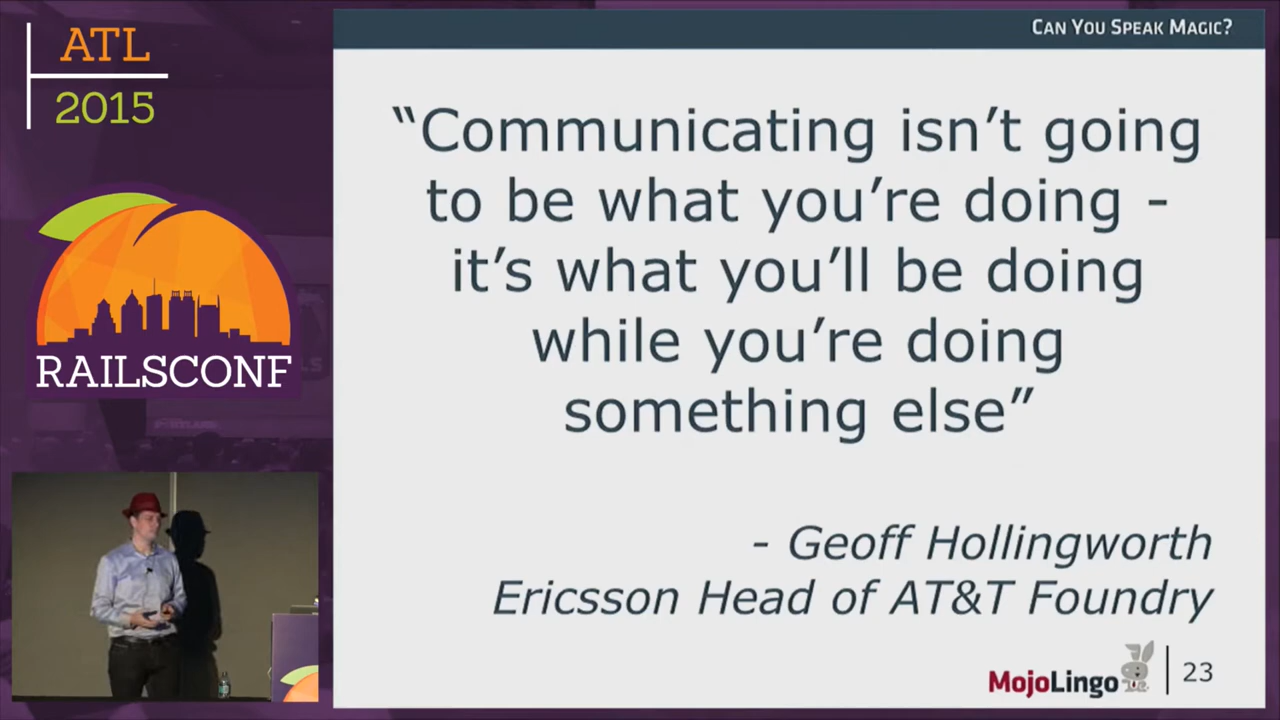 ATL
2015
RAILSCONF
CAN YOU SPEAK MAGIC?
“Communicating isn’t going
to be what you’re doing -
it’s what you’ll be doing
while you’re doing
something else”
- Geoff Hollingworth
Ericsson Head of AT&T Foundry
MojoLingo
23